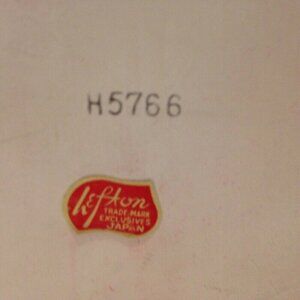 H5766
Lefton
TRADE MARK
EXCLUSIVES
JAPAN